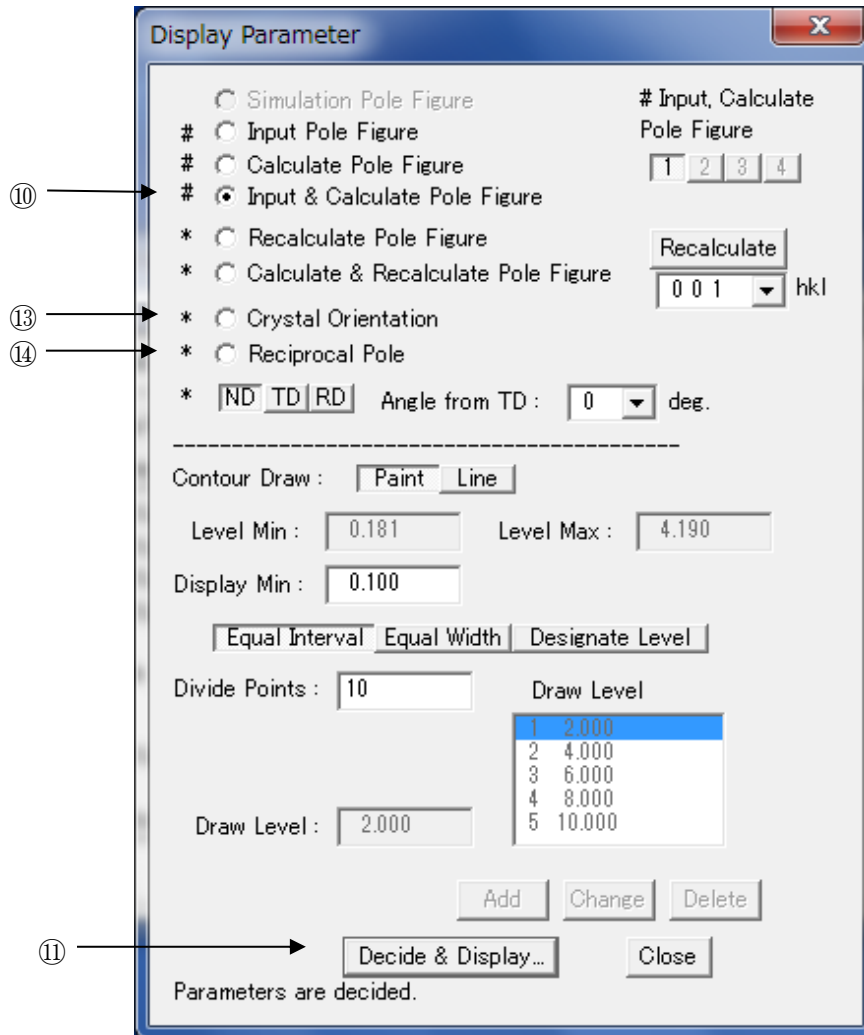 Display Parameter
x
Simulation Pole Figure
# Input, Calculate
Pole Figure
# Input Pole Figure
# Calculate Pole Figure
1 2 3 4
⑩ # Input & Calculate Pole Figure
* Recalculate Pole Figure
Recalculate
* Calculate & Recalculate Pole Figure
0 0 1 hkl
⑬ * Crystal Orientation
⑭ * Reciprocal Pole
* ND TD RD Angle from TD : 0 deg.
--------------------------------------------
Contour Draw : Paint Line
Level Min : 0.181 Level Max : 4.190
Display Min : 0.100
Equal Interval Equal Width Designate Level
Divide Points : 10
Draw Level
1 2.000
2 4.000
3 6.000
4 8.000
5 10.000
Draw Level : 2.000
Add Change Delete
⑪ Decide & Display... Close
Parameters are decided.